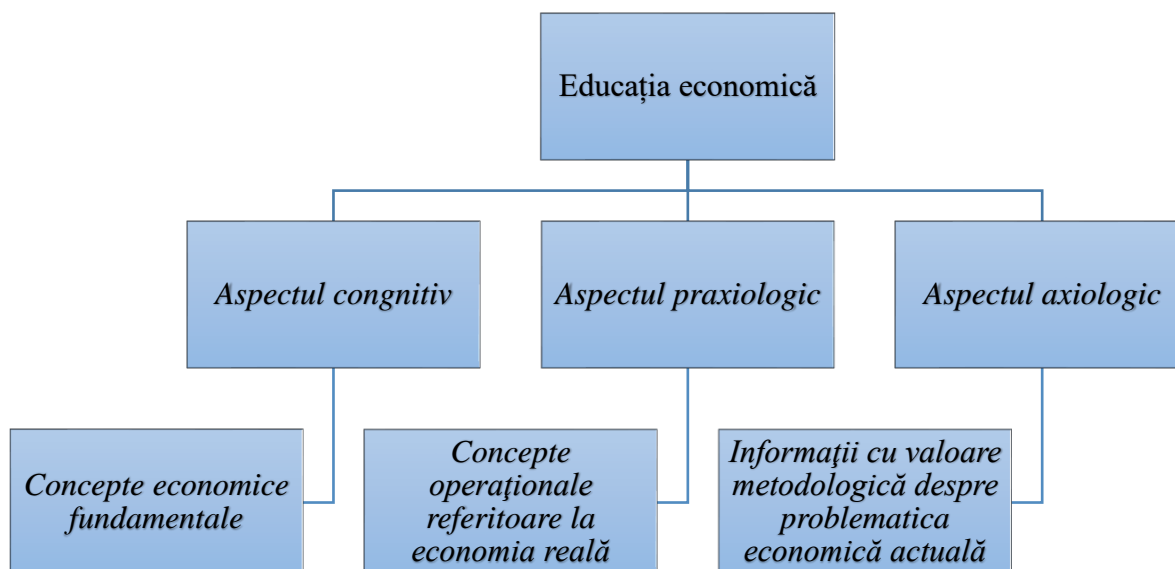 Educația economică
Aspectul congnitiv
Aspectul praxiologic
Aspectul axiologic
Concepte economice
fundamentale
Concepte
operaţionale
referitoare la
economia reală
Informaţii cu valoare
metodologică despre
problematica
economică actuală